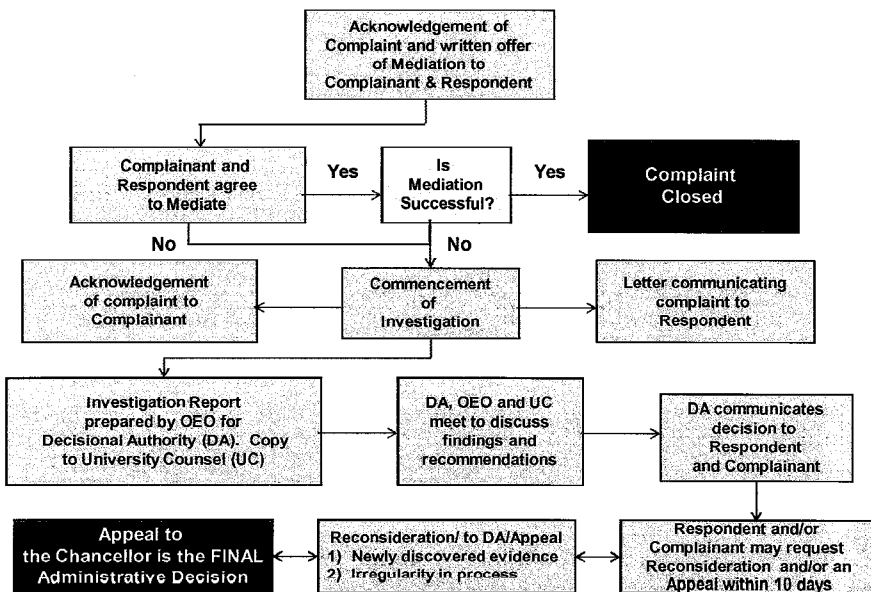 Acknowledgement of
Complaint and written offer
of Mediation to
Complainant & Respondent
Complainant and
Respondent agree
to Mediate
Yes
Is
Mediation
Successful?
Yes
Complaint
Closed
No
No
Acknowledgement
of complaint to
Complainant
Commencement
of
Investigation
Letter communicating
complaint to
Respondent
Investigation Report
prepared by OEO for
Decisional Authority (DA). Copy
to University Counsel (UC)
DA, OEO and UC
meet to discuss
findings and
recommendations
DA communicates
decision to
Respondent
and Complainant
Appeal to
the Chancellor is the FINAL
Administrative Decision
Reconsideration/ to DA/Appeal
1) Newly discovered evidence
2) Irregularity in process
Respondent and/or
Complainant may request
Reconsideration and/or an
Appeal within 10 days